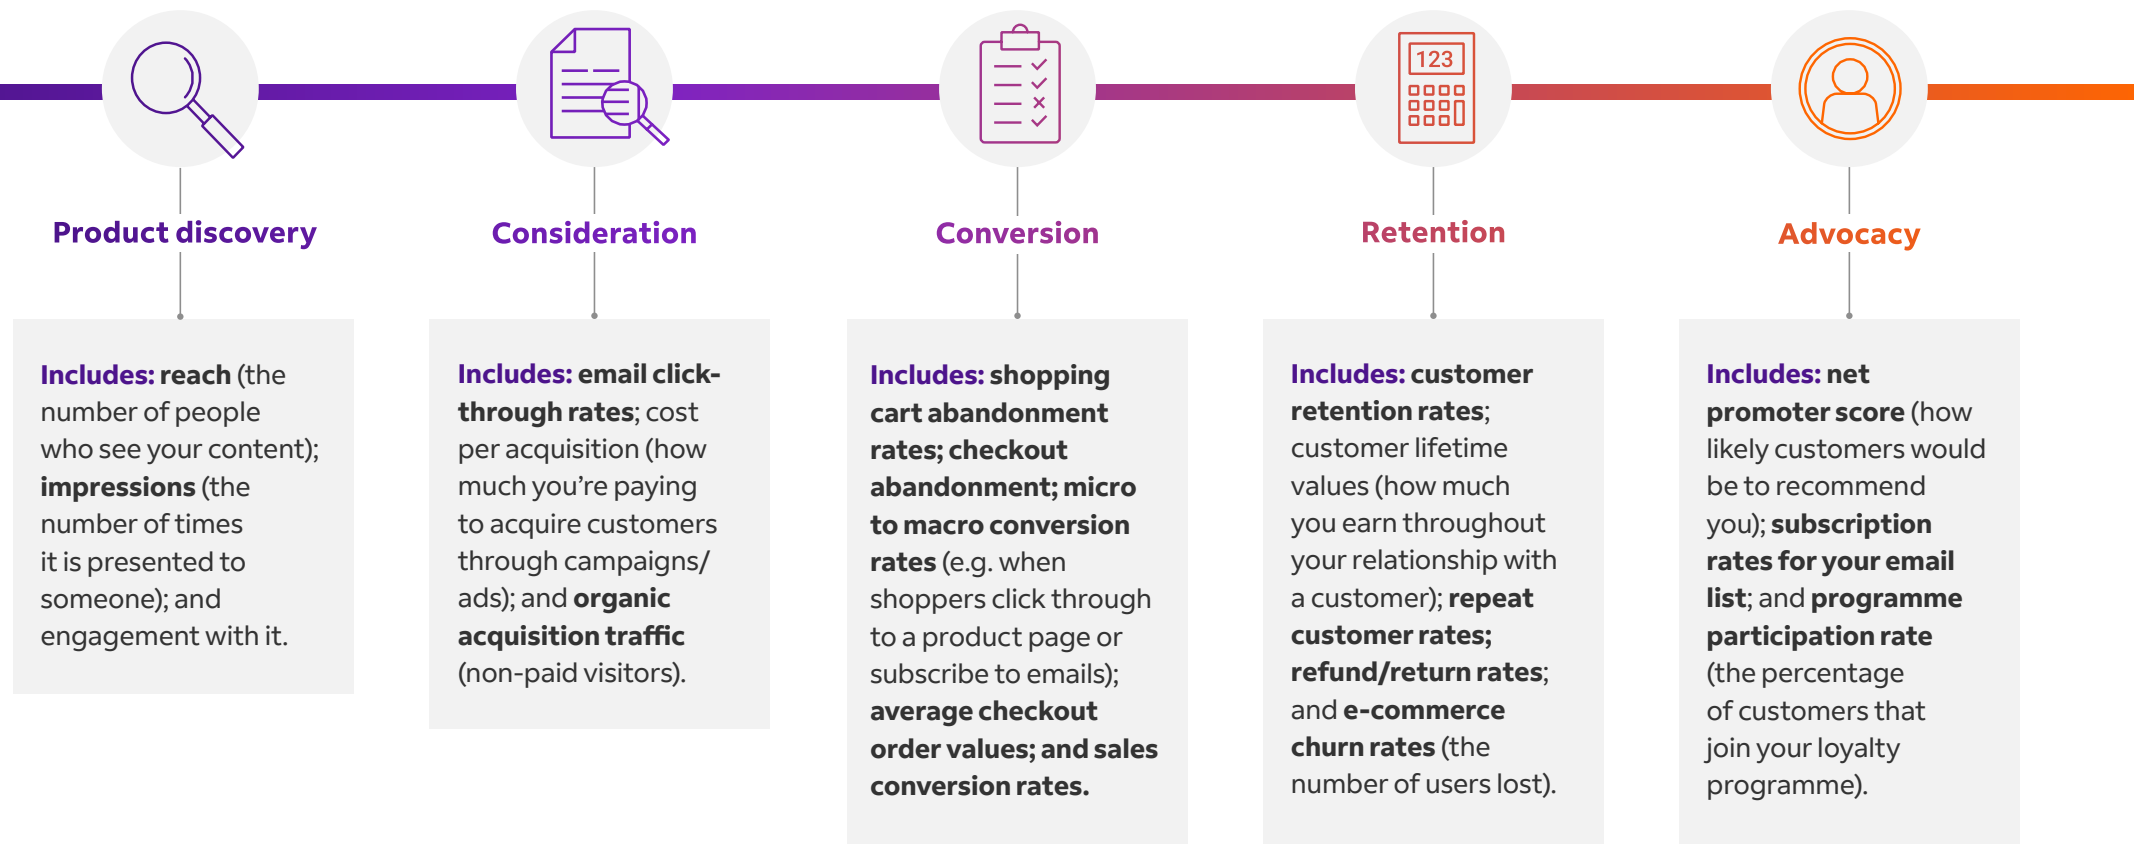 123
Product discovery
Consideration
Conversion
Retention
Advocacy
Includes: reach (the
number of people
who see your content);
impressions (the
number of times
it is presented to
someone); and
engagement with it.
Includes: email click-
through rates; cost
per acquisition (how
much you’re paying
to acquire customers
through campaigns/
ads); and organic
acquisition traffic
(non-paid visitors).
Includes: shopping
cart abandonment
rates; checkout
abandonment; micro
to macro conversion
rates (e.g. when
shoppers click through
to a product page or
subscribe to emails);
average checkout
order values; and sales
conversion rates.
Includes: customer
retention rates;
customer lifetime
values (how much
you earn throughout
your relationship with
a customer); repeat
customer rates;
refund/return rates;
and e-commerce
churn rates (the
number of users lost).
Includes: net
promoter score (how
likely customers would
be to recommend
you); subscription
rates for your email
list; and programme
participation rate
(the percentage
of customers that
join your loyalty
programme).